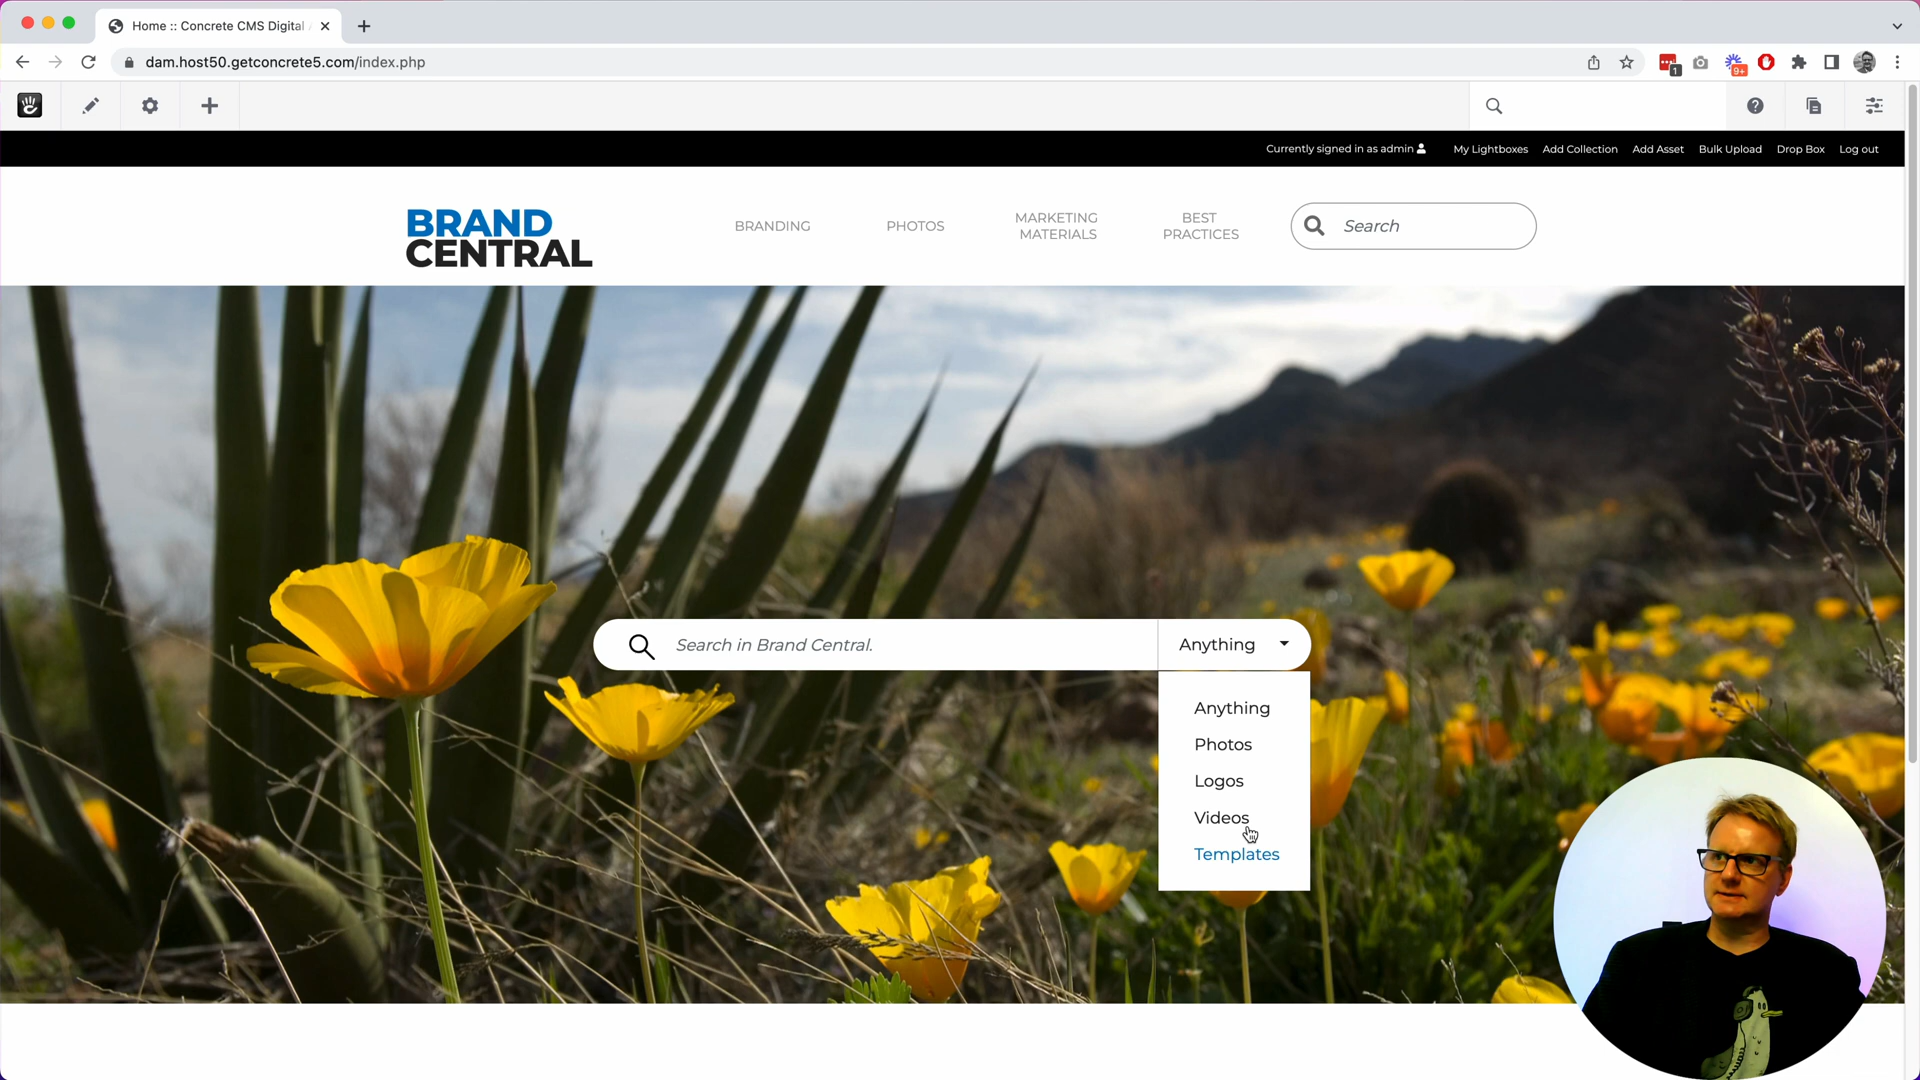 Home :: Concrete CMS Digital
dam.host50.getconcrete5.com/index.php
1
9+
Currently signed in as admin
My Lightboxes
Add Collection
Add Asset
Bulk Upload
Drop Box
Log out
BRAND
CENTRAL
BRANDING
PHOTOS
MARKETING
MATERIALS
BEST
PRACTICES
Search
Search in Brand Central.
Anything
Anything
Photos
Logos
Videos
Templates